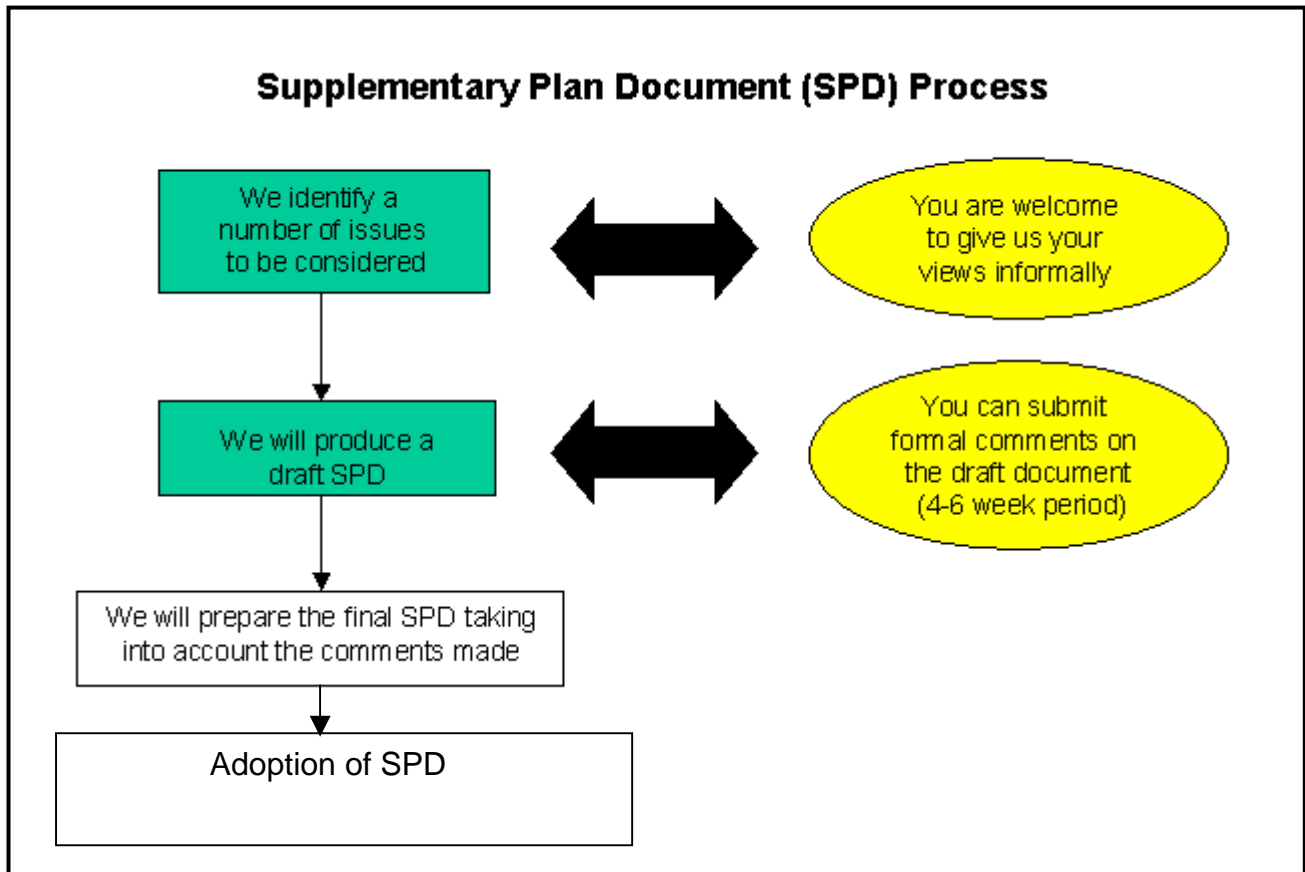 Supplementary Plan Document (SPD) Process
We identify a
number of issues
to be considered
You are welcome
to give us your
views informally
We will produce a
draft SPD
You can submit
formal comments on
the draft document
(4-6 week period)
We will prepare the final SPD taking
into account the comments made
Adoption of SPD